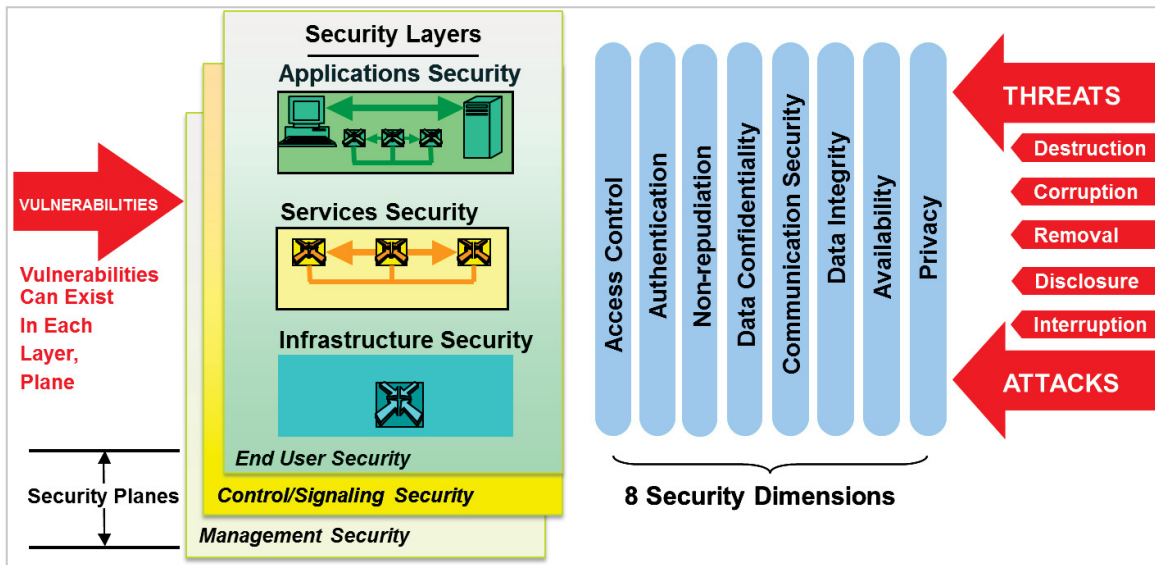 Security Layers
Applications Security
Services Security
Infrastructure Security
End User Security
Control/Signaling Security
Management Security
VULNERABILITIES
Vulnerabilities
Can Exist
In Each
Layer,
Plane
Security Planes
Access Control
Authentication
Non-repudiation
Data Confidentiality
Communication Security
Data Integrity
Availability
Privacy
8 Security Dimensions
THREATS
Destruction
Corruption
Removal
Disclosure
Interruption
ATTACKS